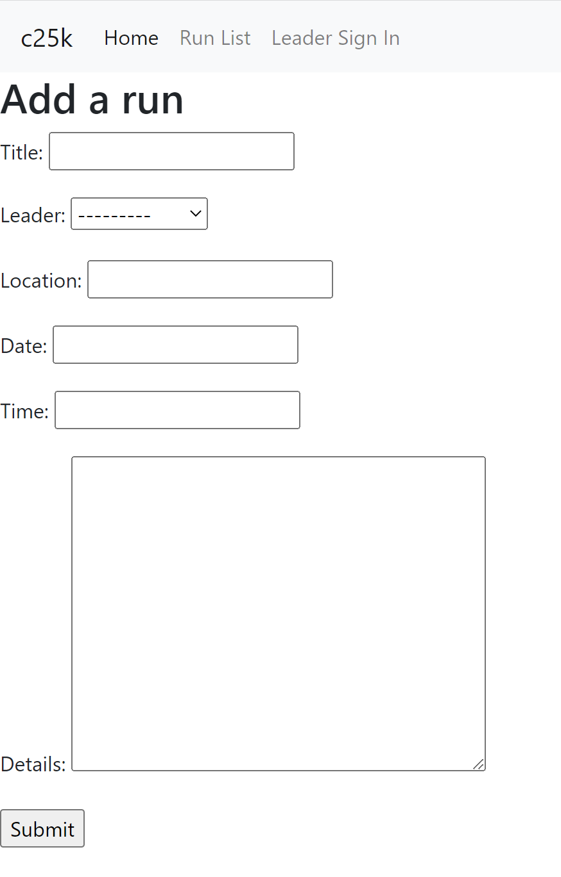 c25k Home Run List Leader Sign In
Add a run
Title:
Leader: ---------
Location:
Date:
Time:
Details:
Submit